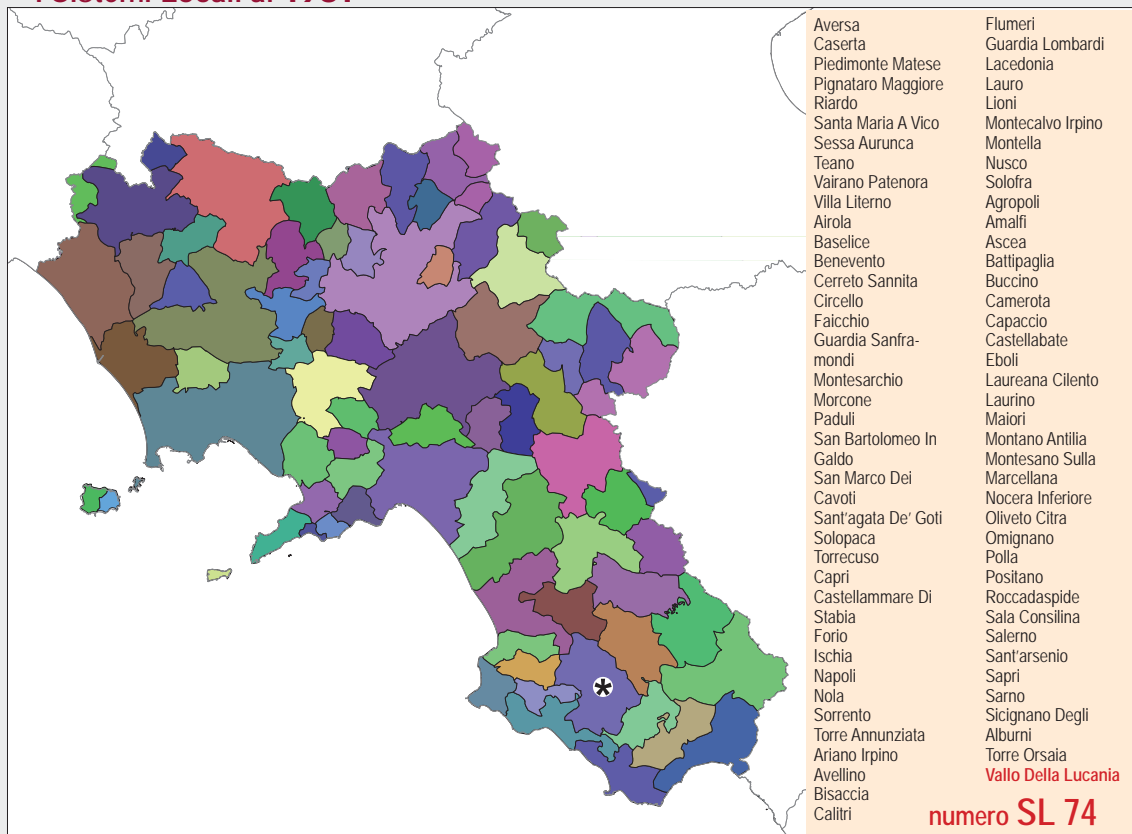 i Sistemi Locali al 1981
Aversa
Caserta
Piedimonte Matese
Pignataro Maggiore
Riardo
Santa Maria A Vico
Sessa Aurunca
Teano
Vairano Patenora
Villa Literno
Airola
Baselice
Benevento
Cerreto Sannita
Circello
Faicchio
Guardia Sanfra-
mondi
Montesarchio
Morcone
Paduli
San Bartolomeo In
Galdo
San Marco Dei
Cavoti
Sant'agata De' Goti
Solopaca
Torrecuso
Capri
Castellammare Di
Stabia
Forio
Ischia
Napoli
Nola
Sorrento
Torre Annunziata
Ariano Irpino
Avellino
Bisaccia
Calitri
Flumeri
Guardia Lombardi
Lacedonia
Lauro
Lioni
Montecalvo Irpino
Montella
Nusco
Solofra
Agropoli
Amalfi
Ascea
Battipaglia
Buccino
Camerota
Capaccio
Castellabate
Eboli
Laureana Cilento
Laurino
Maiori
Montano Antilia
Montesano Sulla
Marcellana
Nocera Inferiore
Oliveto Citra
Omignano
Polla
Positano
Roccadaspide
Sala Consilina
Salerno
Sant'arsenio
Sapri
Sarno
Sicignano Degli
Alburni
Torre Orsaia
Vallo Della Lucania
numero SL 74